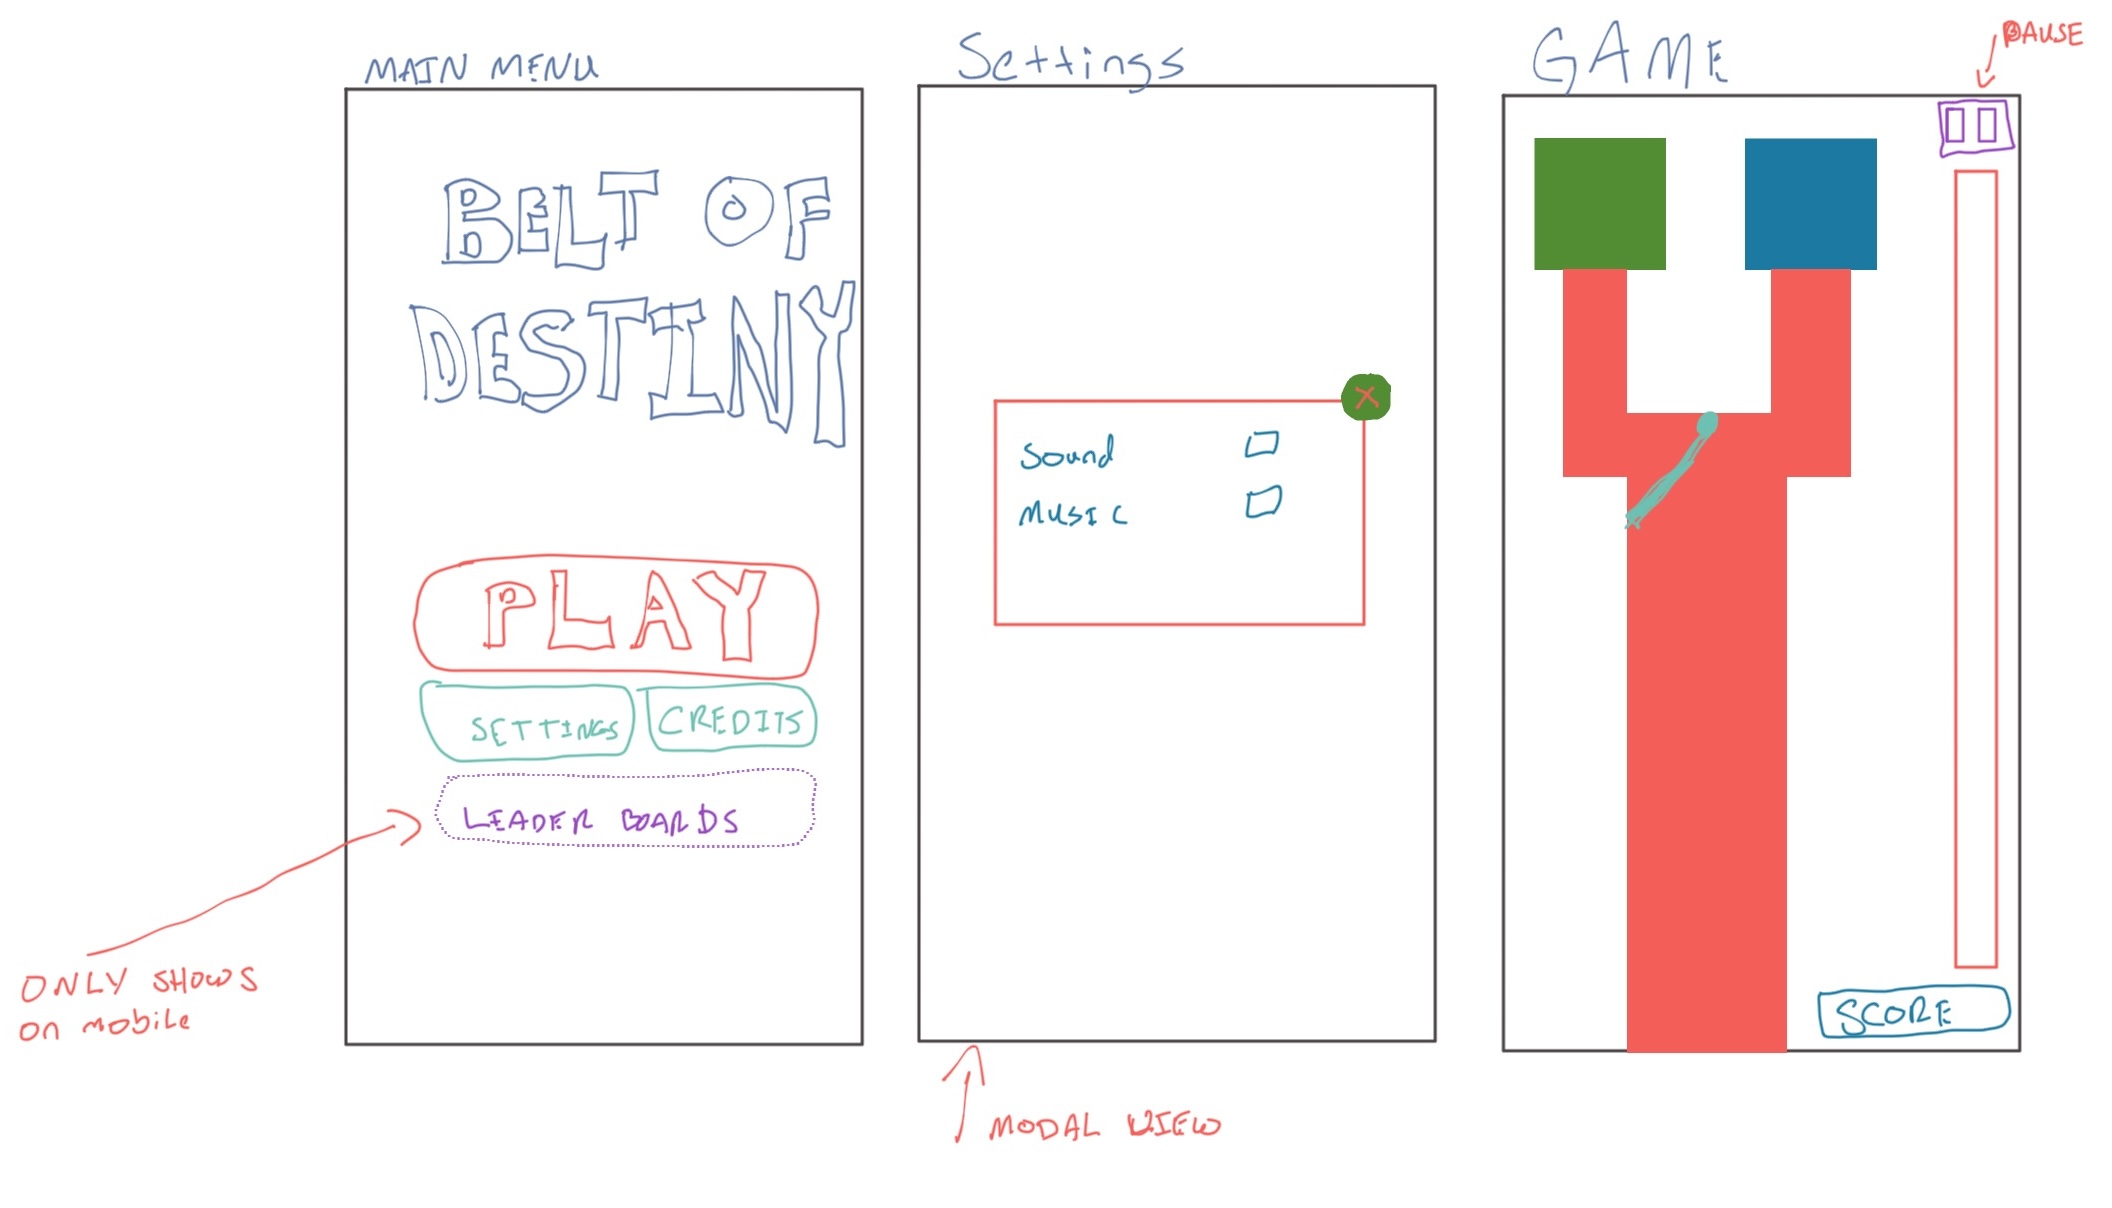 MAIN MENU
BELT OF
DESTINY
PLAY
SETTINGS
CREDITS
LEADER BOARDS
ONLY SHOWS
on mobile
Settings
X
Sound
MUSIC
MODAL VIEW
GAME
PAUSE
SCORE